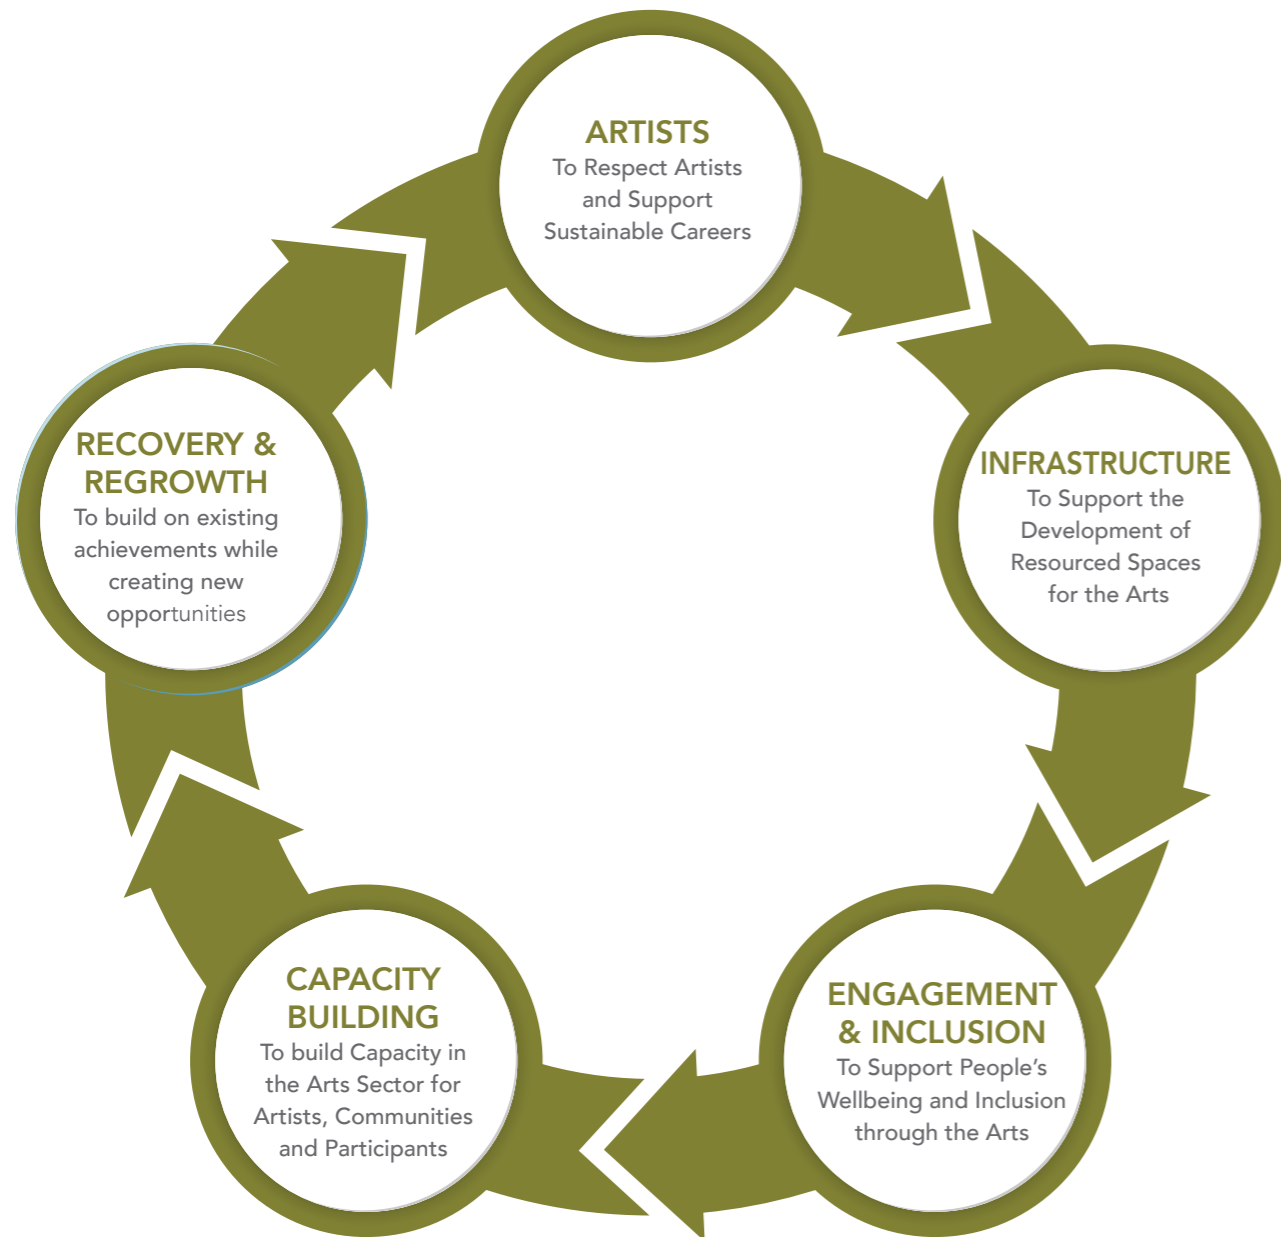 ARTISTS
To Respect Artists
and Support
Sustainable Careers
INFRASTRUCTURE
To Support the
Development of
Resourced Spaces
for the Arts
ENGAGEMENT
& INCLUSION
To Support People’s
Wellbeing and Inclusion
through the Arts
CAPACITY
BUILDING
To build Capacity in
the Arts Sector for
Artists, Communities
and Participants
RECOVERY &
REGROWTH
To build on existing
achievements while
creating new
opportunities